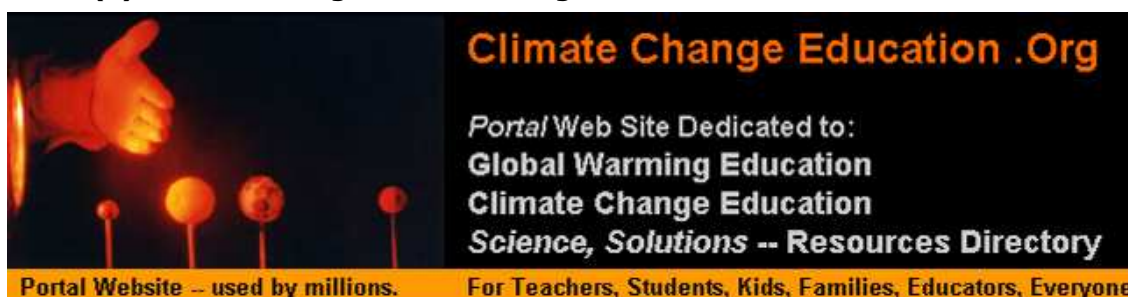 Climate Change Education .Org
Portal Web Site Dedicated to:
Global Warming Education
Climate Change Education
Science, Solutions -- Resources Directory
Portal Website -- used by millions.
For Teachers, Students, Kids, Families, Educators, Everyone